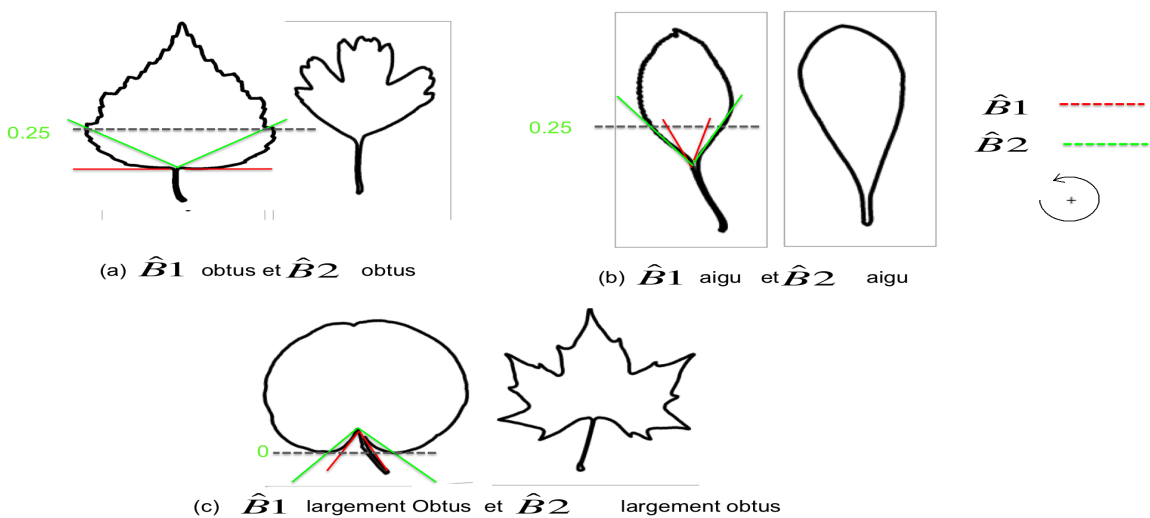 0.25
0.25
B̂1
B̂2
(a) B̂1 obtus et B̂2 obtus
(b) B̂1 aigu et B̂2 aigu
0
(c) B̂1 largement Obtus et B̂2 largement obtus